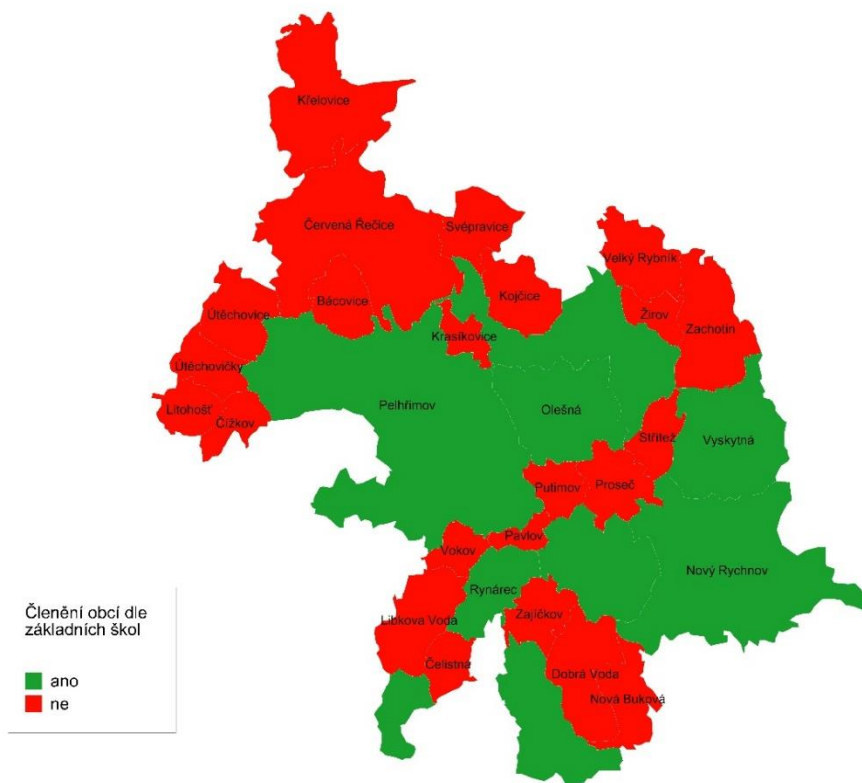 Křelovice
Červená Řečice
Svépravice
Velký Rybník
Kojčice
Bácovice
Útěchovice
Žirov
Zachotín
Krasíkovice
Útěchovičky
Pelhřimov
Olešná
Litohošť
Čížkov
Střítež
Vyskytná
Putimov
Proseč
Pavlov
Vokov
Nový Rychnov
Rynárec
Zajíčkov
Libkova Voda
Čelistná
Dobrá Voda
Nová Buková
Členění obcí dle
základních škol
ano
ne